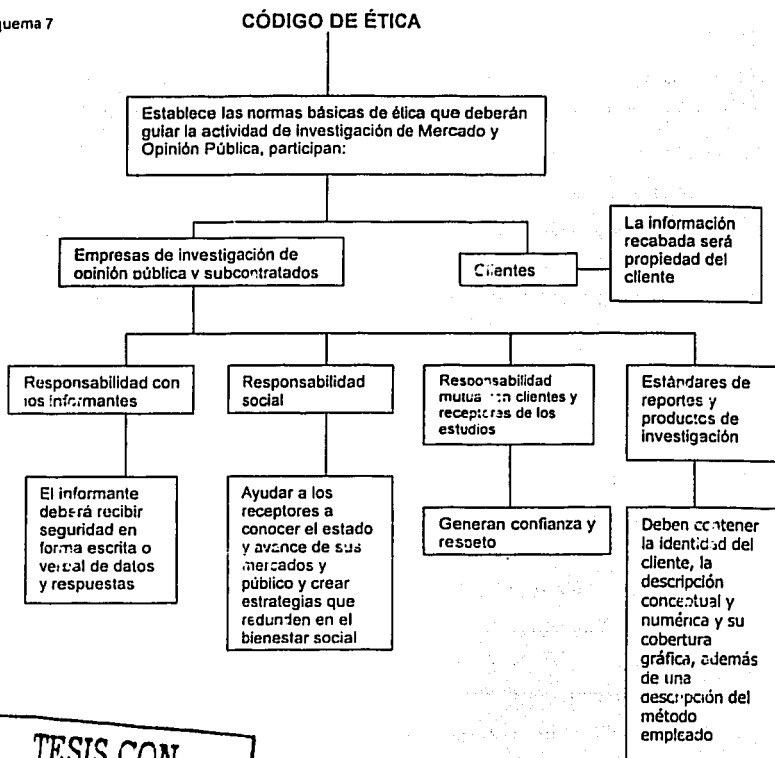 quema 7
CÓDIGO DE ÉTICA
Establece las normas básicas de ética que deberán
guiar la actividad de investigación de Mercado y
Opinión Pública, participan:
Empresas de investigación de
opinión pública y subcontratados
Clientes
La información
recabada será
propiedad del
cliente
Responsabilidad con
los informantes
Responsabilidad
social
Responsabilidad
mutua con clientes y
receptores de los
estudios
Estándares de
reportes y
productos de
investigación
El informante
deberá recibir
seguridad en
forma escrita o
verbal de datos
y respuestas
Ayudar a los
receptores a
conocer el estado
y avance de sus
mercados y
público y crear
estrategias que
redunden en el
bienestar social
Generan confianza y
respeto
Deben contener
la identidad del
cliente, la
descripción
conceptual y
numérica y su
cobertura
gráfica, además
de una
descripción del
método
empleado
TESIS CON